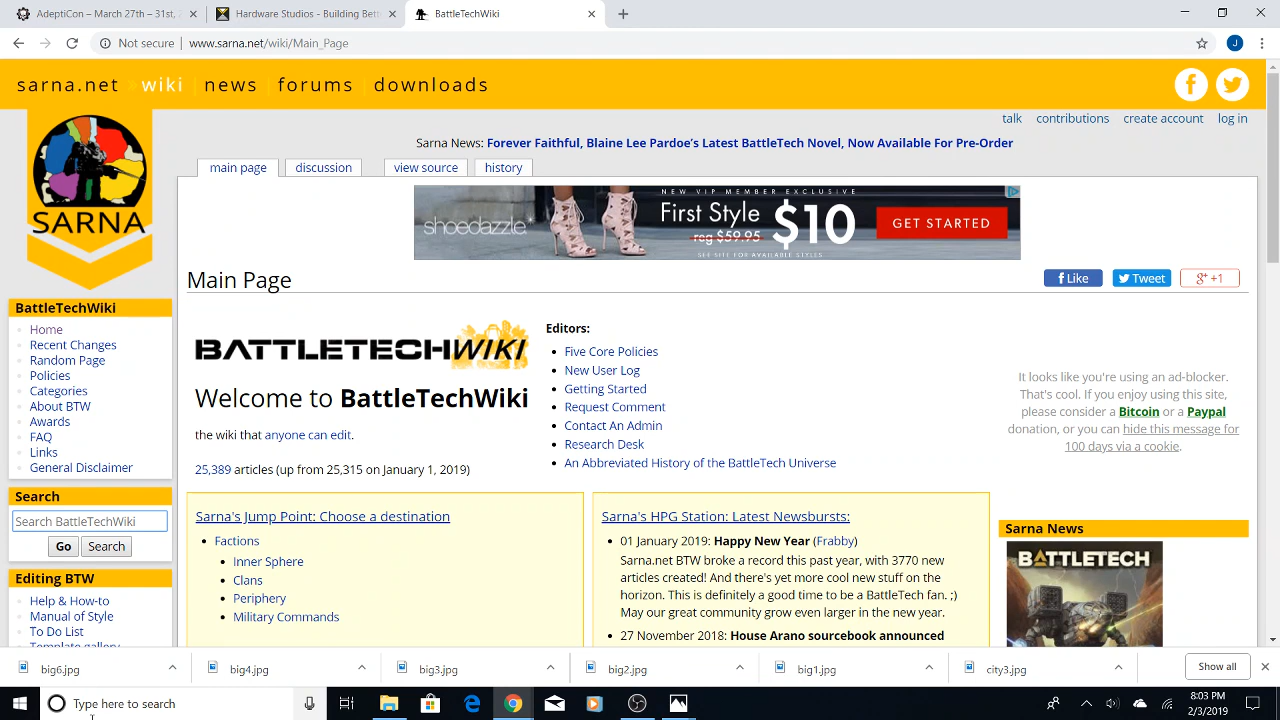 AdeptiCon – March 27th - 31st,
Hardware Studios - Building Bett
BattleTechWiki
Not secure
www.sarna.net/wiki/Main_Page
J
sarna.net wiki news forums downloads
talk contributions create account log in
Sarna News: Forever Faithful, Blaine Lee Pardoe's Latest BattleTech Novel, Now Available For Pre-Order
SARNA
main page discussion view source history
shoedazzle
NEW VIP MEMBER EXCLUSIVE
First Style
reg $59.95
$10
SEE SITE FOR AVAILABLE STYLES
GET STARTED
Main Page
Like
Tweet
g+ +1
BattleTechWiki
Home
Recent Changes
Random Page
Policies
Categories
About BTW
Awards
FAQ
Links
General Disclaimer
Search
Search BattleTechWiki
Go Search
Editing BTW
Help & How-to
Manual of Style
To Do List
Template gallery
BATTLETECHWIKI
Welcome to BattleTechWiki
the wiki that anyone can edit.
25,389 articles (up from 25,315 on January 1, 2019)
Editors:
Five Core Policies
New User Log
Getting Started
Request Comment
Contact An Admin
Research Desk
An Abbreviated History of the BattleTech Universe
It looks like you're using an ad-blocker.
That's cool. If you enjoy using this site,
please consider a Bitcoin or a Paypal
donation, or you can hide this message for
100 days via a cookie.
Sarna's Jump Point: Choose a destination
Factions
Inner Sphere
Clans
Periphery
Military Commands
Sarna's HPG Station: Latest Newsbursts:
01 January 2019: Happy New Year (Frabby)
Sarna.net BTW broke a record this past year, with 3770 new
articles created! And there's yet more cool new stuff on the
horizon. This is definitely a good time to be a BattleTech fan. ;)
May our great community grow even larger in the new year.
27 November 2018: House Arano sourcebook announced
Sarna News
BATTLETECH
big6.jpg
big4.jpg
big3.jpg
big2.jpg
big1.jpg
city3.jpg
Show all
Type here to search
8:03 PM
2/3/2019